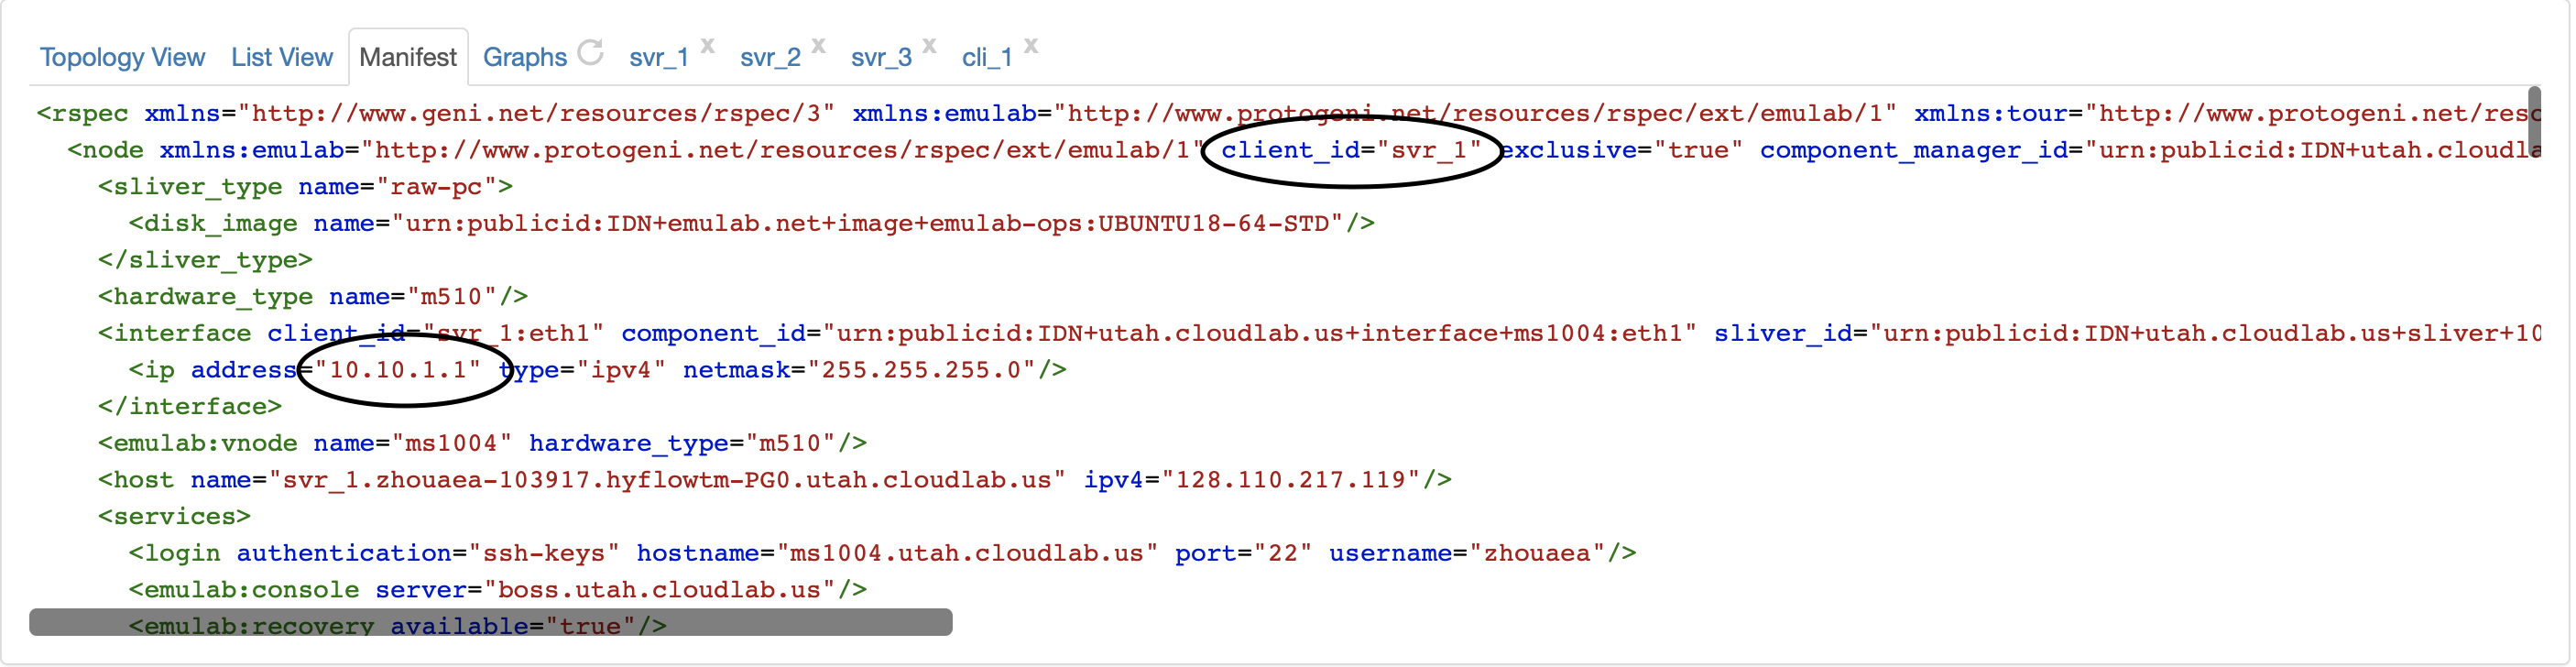 Topology View List View Manifest Graphs svr_1 x svr_2 x svr_3 x cli_1 x
<rspec xmlns="http://www.geni.net/resources/rspec/3" xmlns:emulab="http://www.protogeni.net/resources/rspec/ext/emulab/1" xmlns:tour="http://www.protogeni.net/resc
<node xmlns:emulab="http://www.protogeni.net/resources/rspec/ext/emulab/1" client_id="svr_1" exclusive="true" component_manager_id="urn:publicid:IDN+utah.cloudla
<sliver_type name="raw-pc">
<disk_image name="urn:publicid:IDN+emulab.net+image+emulab-ops:UBUNTU18-64-STD"/>
</sliver_type>
<hardware_type name="m510"/>
<interface client_id="svr_1:eth1" component_id="urn:publicid:IDN+utah.cloudlab.us+interface+ms1004:eth1" sliver_id="urn:publicid:IDN+utah.cloudlab.us+sliver+10
<ip address="10.10.1.1" type="ipv4" netmask="255.255.255.0"/>
</interface>
<emulab:vnode name="ms1004" hardware_type="m510"/>
<host name="svr_1.zhouaea-103917.hyflowtm-PG0.utah.cloudlab.us" ipv4="128.110.217.119"/>
<services>
<login authentication="ssh-keys" hostname="ms1004.utah.cloudlab.us" port="22" username="zhouaea"/>
<emulab:console server="boss.utah.cloudlab.us"/>
<emulab:recovery available="true"/>